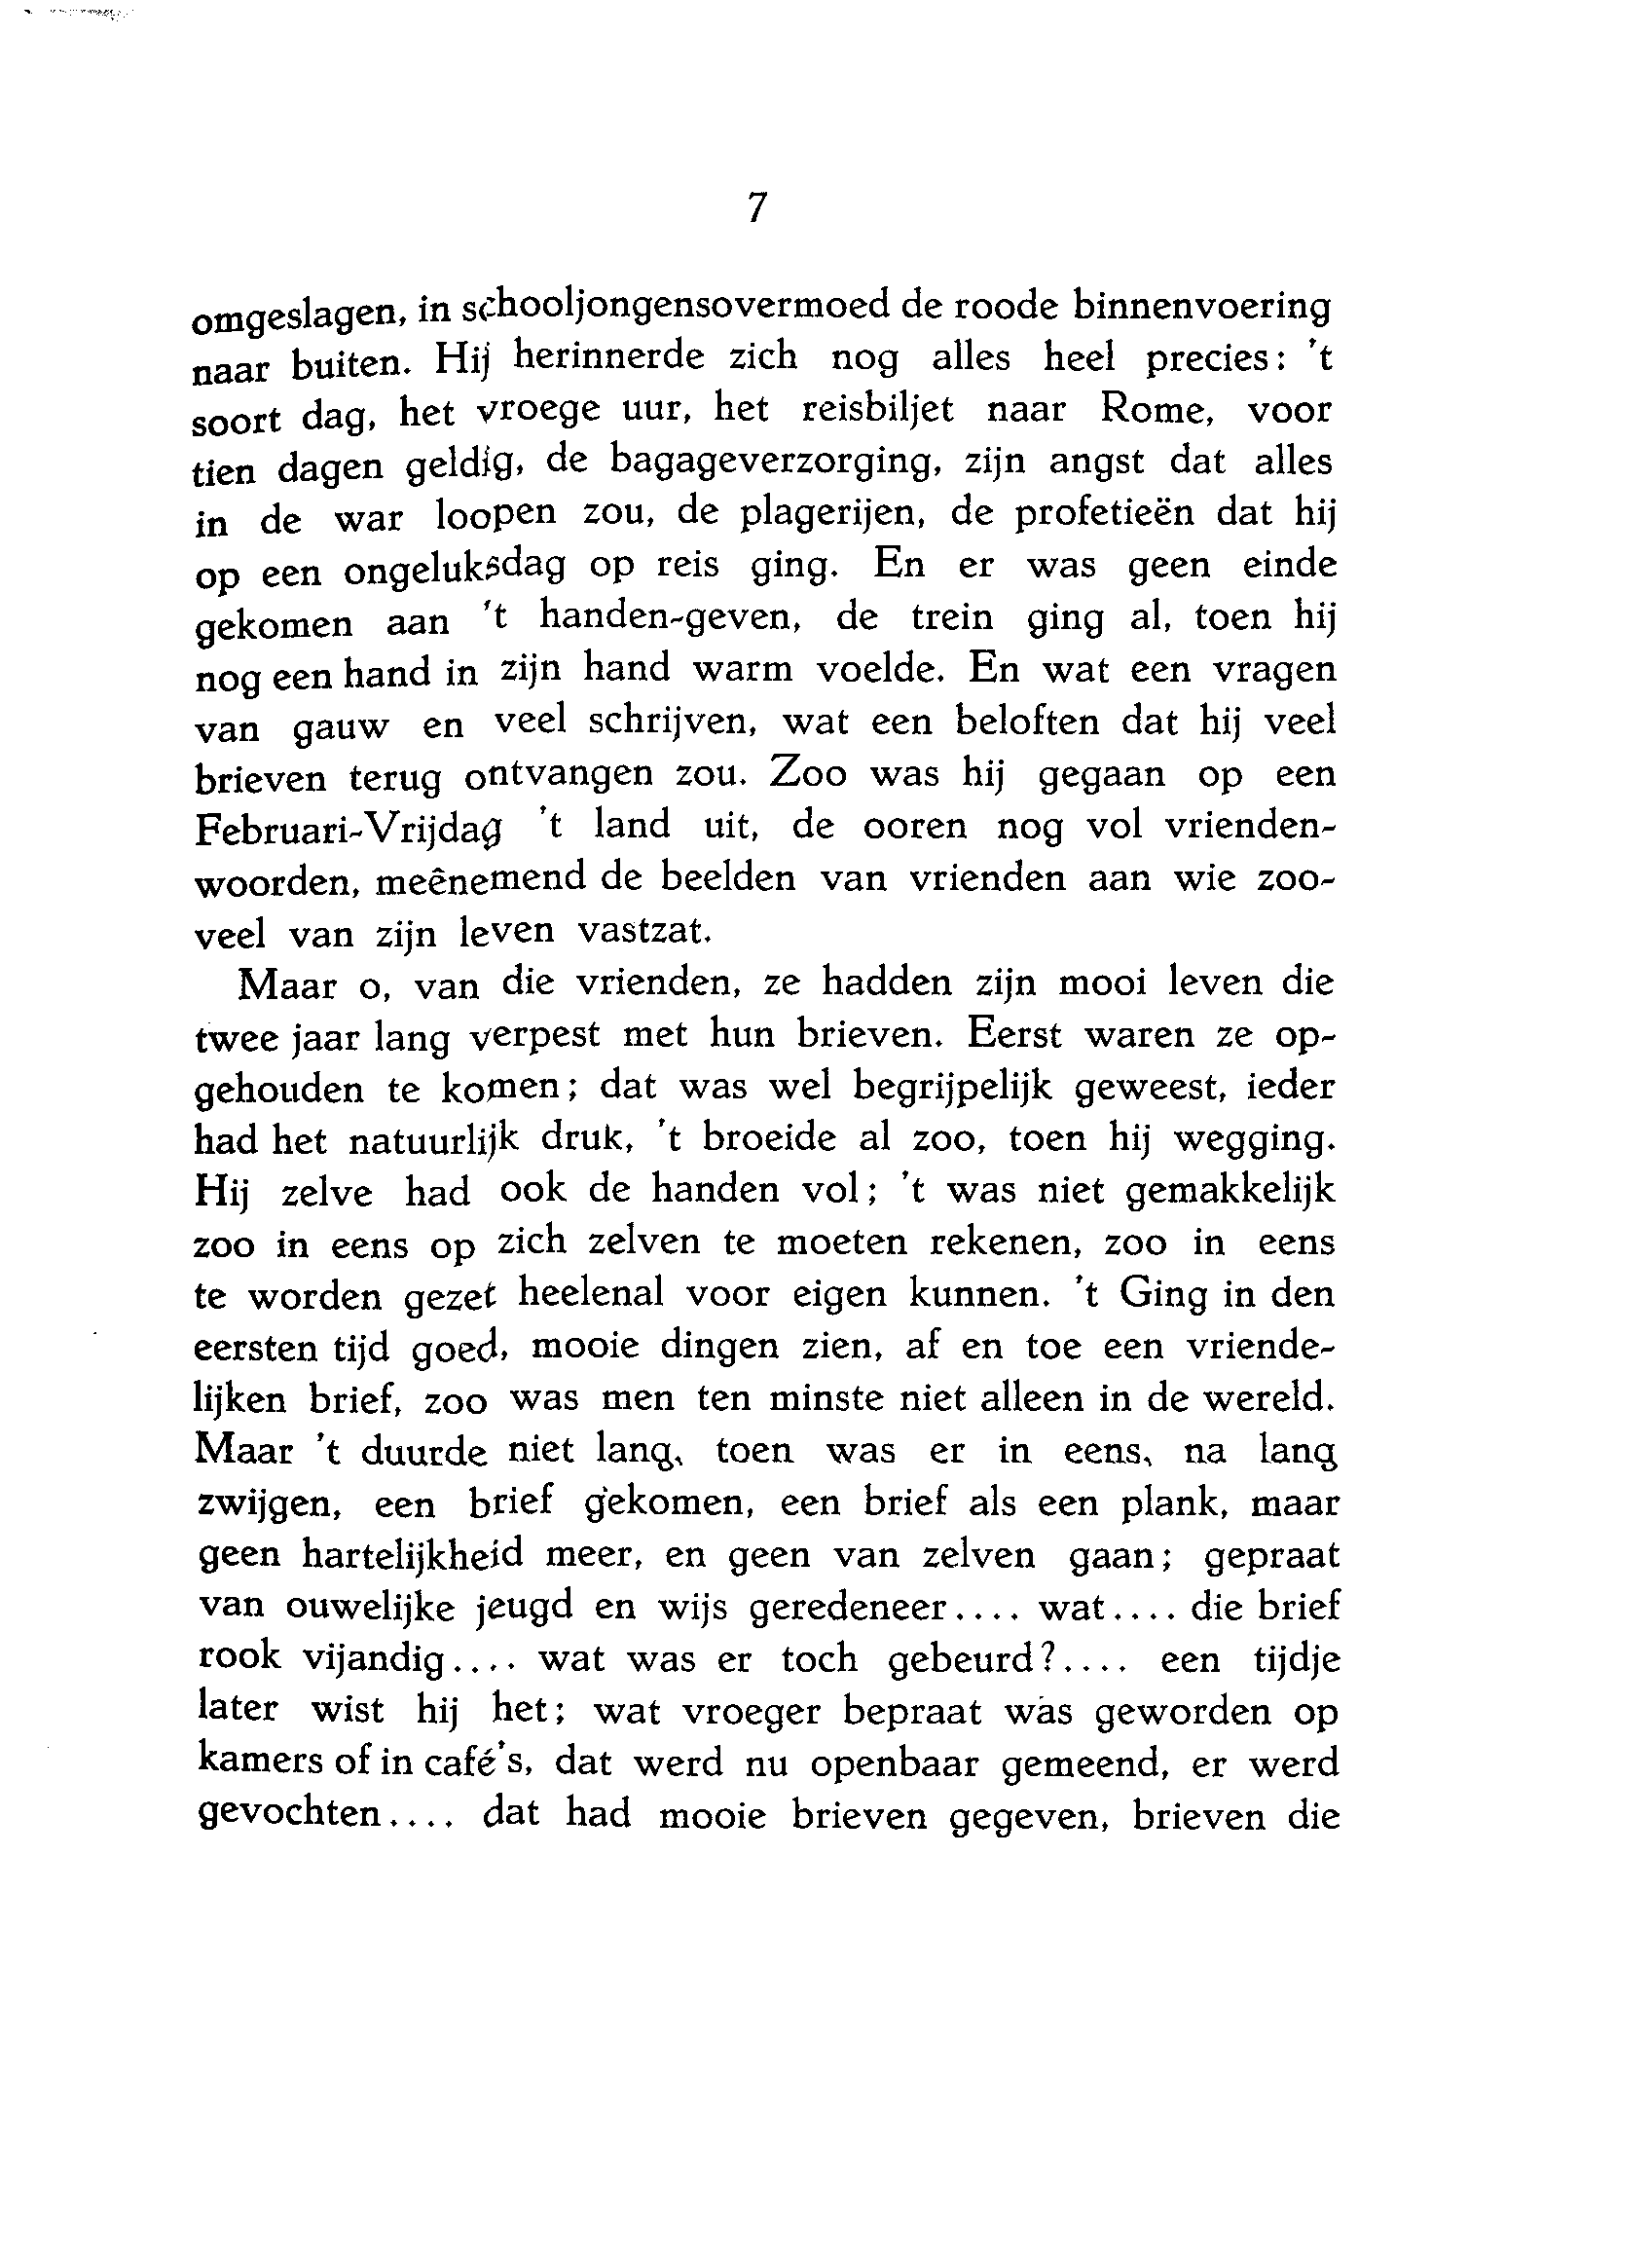 7
omgeslagen, in schooljongensovermoed de roode binnenvoering
naar buiten. Hij herinnerde zich nog alles heel precies: 't
soort dag, het vroege uur, het reisbiljet naar Rome, voor
tien dagen geldig, de bagageverzorging, zijn angst dat alles
in de war loopen zou, de plagerijen, de profetieën dat hij
op een ongeluksdag op reis ging. En er was geen einde
gekomen aan 't handen-geven, de trein ging al, toen hij
nog een hand in zijn hand warm voelde. En wat een vragen
van gauw en veel schrijven, wat een beloften dat hij veel
brieven terug ontvangen zou. Zoo was hij gegaan op een
Februari-Vrijdag 't land uit, de ooren nog vol vrienden-
woorden, meênemend de beelden van vrienden aan wie zoo-
veel van zijn leven vastzat.
Maar o, van die vrienden, ze hadden zijn mooi leven die
twee jaar lang verpest met hun brieven. Eerst waren ze op-
gehouden te komen; dat was wel begrijpelijk geweest, ieder
had het natuurlijk druk, 't broeide al zoo, toen hij wegging.
Hij zelve had ook de handen vol; 't was niet gemakkelijk
zoo in eens op zich zelven te moeten rekenen, zoo in eens
te worden gezet heelenal voor eigen kunnen. 't Ging in den
eersten tijd goed, mooie dingen zien, af en toe een vriende-
lijken brief, zoo was men ten minste niet alleen in de wereld.
Maar 't duurde niet lang, toen was er in eens, na lang
zwijgen, een brief gekomen, een brief als een plank, maar
geen hartelijkheid meer, en geen van zelven gaan; gepraat
van ouwelijke jeugd en wijs geredeneer.... wat.... die brief
rook vijandig.... wat was er toch gebeurd?.... een tijdje
later wist hij het; wat vroeger bepraat was geworden op
kamers of in café's, dat werd nu openbaar gemeend, er werd
gevochten.... dat had mooie brieven gegeven, brieven die